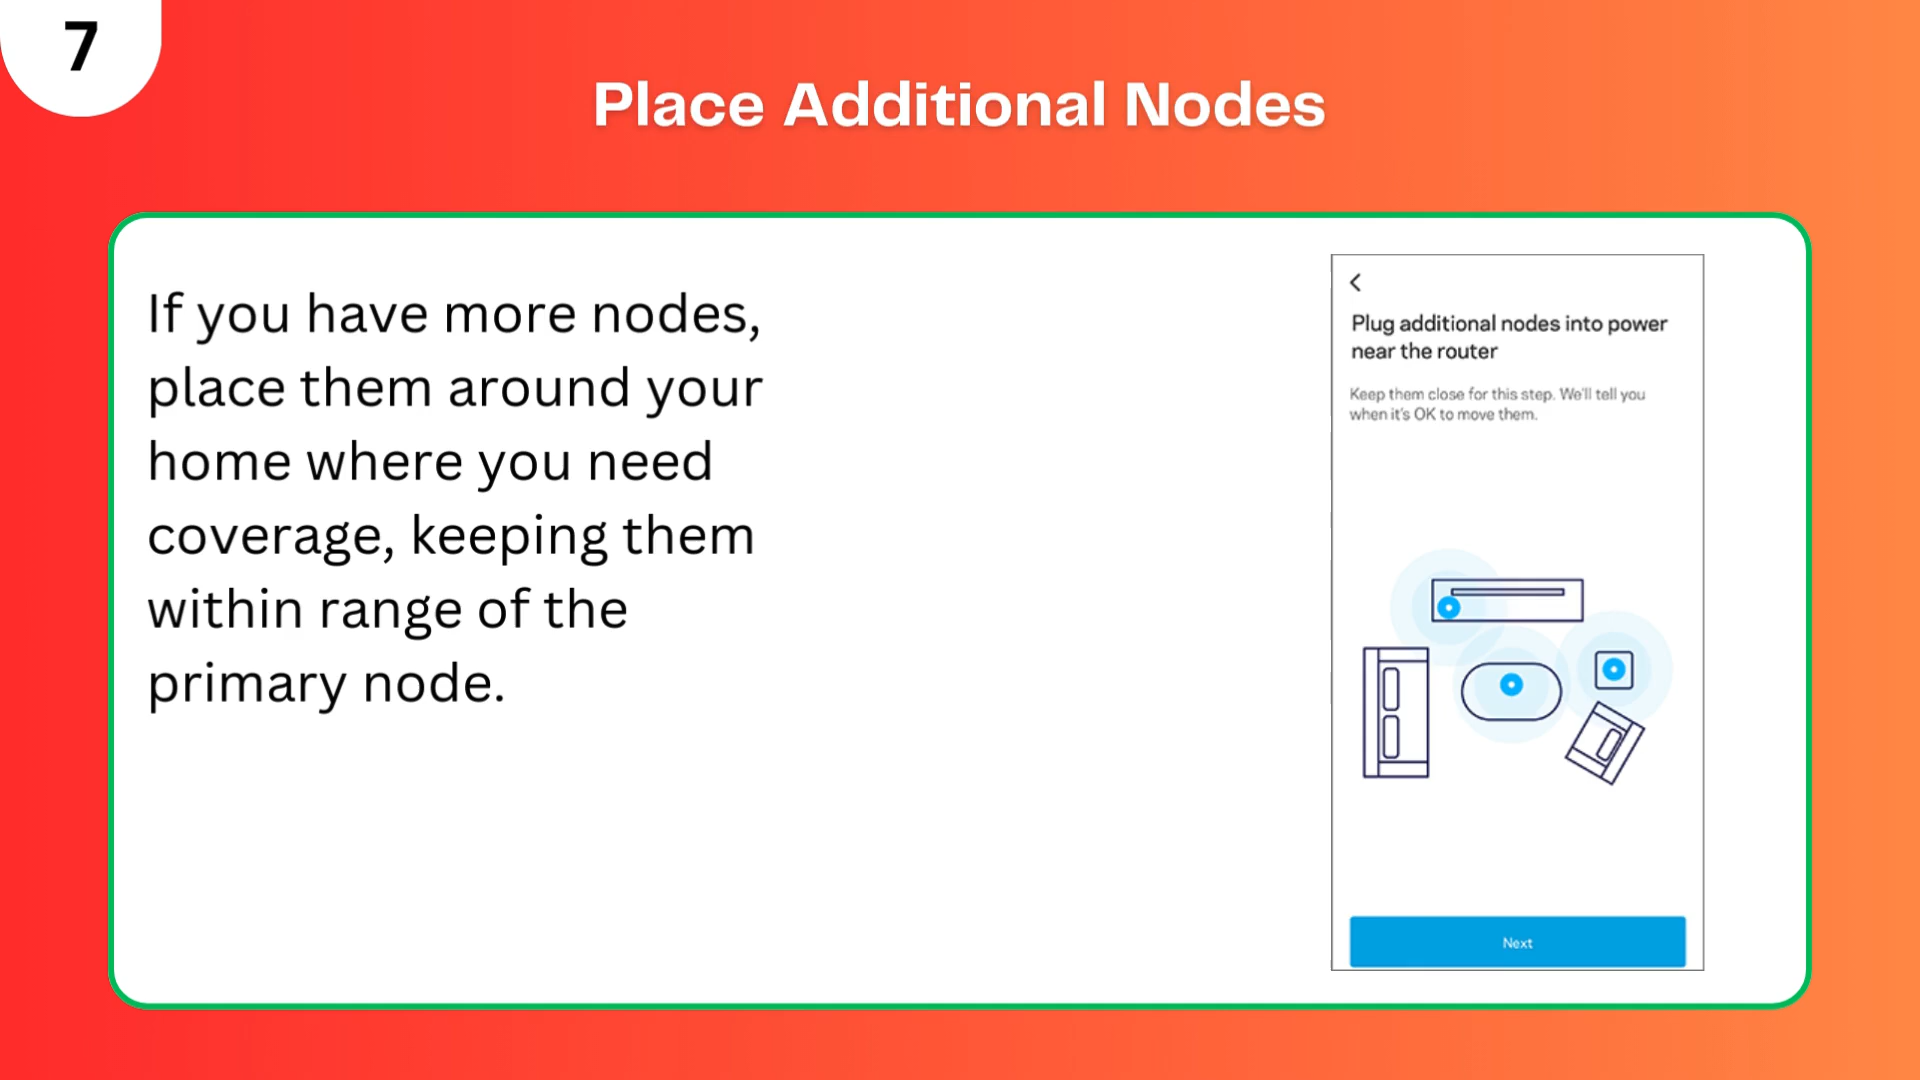 7
Place Additional Nodes
If you have more nodes,
place them around your
home where you need
coverage, keeping them
within range of the
primary node.
Plug additional nodes into power
near the router
Keep them close for this step. We'll tell you
when it's OK to move them.
Next